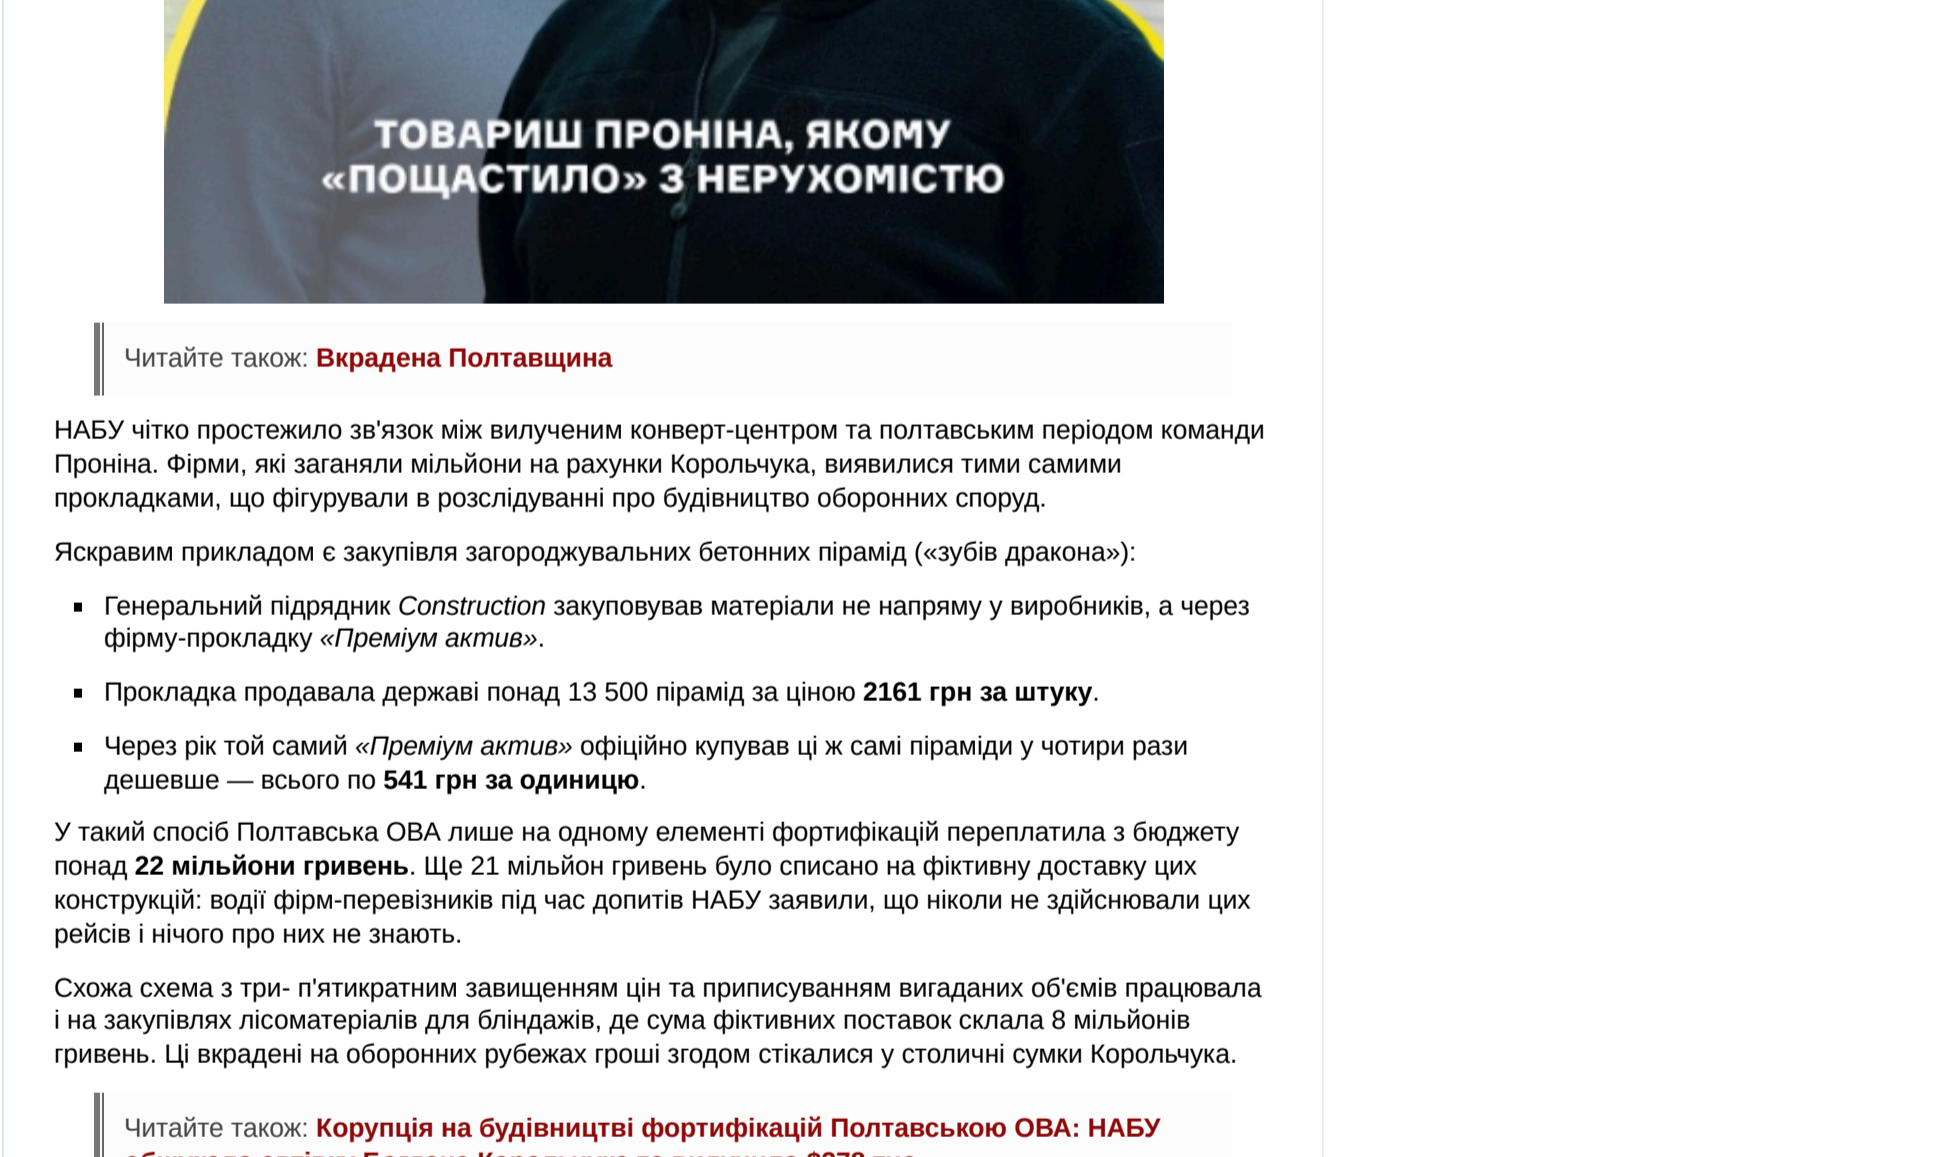 ТОВАРИШ ПРОНІНА, ЯКОМУ
«ПОЩАСТИЛО» З НЕРУХОМІСТЮ
Читайте також: Вкрадена Полтавщина
НАБУ чітко простежило зв'язок між вилученим конверт-центром та полтавським періодом команди
Проніна. Фірми, які заганяли мільйони на рахунки Корольчука, виявилися тими самими
прокладками, що фігурували в розслідуванні про будівництво оборонних споруд.
Яскравим прикладом є закупівля загороджувальних бетонних пірамід («зубів дракона»):
▪ Генеральний підрядник Construction закуповував матеріали не напряму у виробників, а через
фірму-прокладку «Преміум актив».
▪ Прокладка продавала державі понад 13 500 пірамід за ціною 2161 грн за штуку.
▪ Через рік той самий «Преміум актив» офіційно купував ці ж самі піраміди у чотири рази
дешевше — всього по 541 грн за одиницю.
У такий спосіб Полтавська ОВА лише на одному елементі фортифікацій переплатила з бюджету
понад 22 мільйони гривень. Ще 21 мільйон гривень було списано на фіктивну доставку цих
конструкцій: водії фірм-перевізників під час допитів НАБУ заявили, що ніколи не здійснювали цих
рейсів і нічого про них не знають.
Схожа схема з три- п'ятикратним завищенням цін та приписуванням вигаданих об'ємів працювала
і на закупівлях лісоматеріалів для бліндажів, де сума фіктивних поставок склала 8 мільйонів
гривень. Ці вкрадені на оборонних рубежах гроші згодом стікалися у столичні сумки Корольчука.
Читайте також: Корупція на будівництві фортифікацій Полтавською ОВА: НАБУ